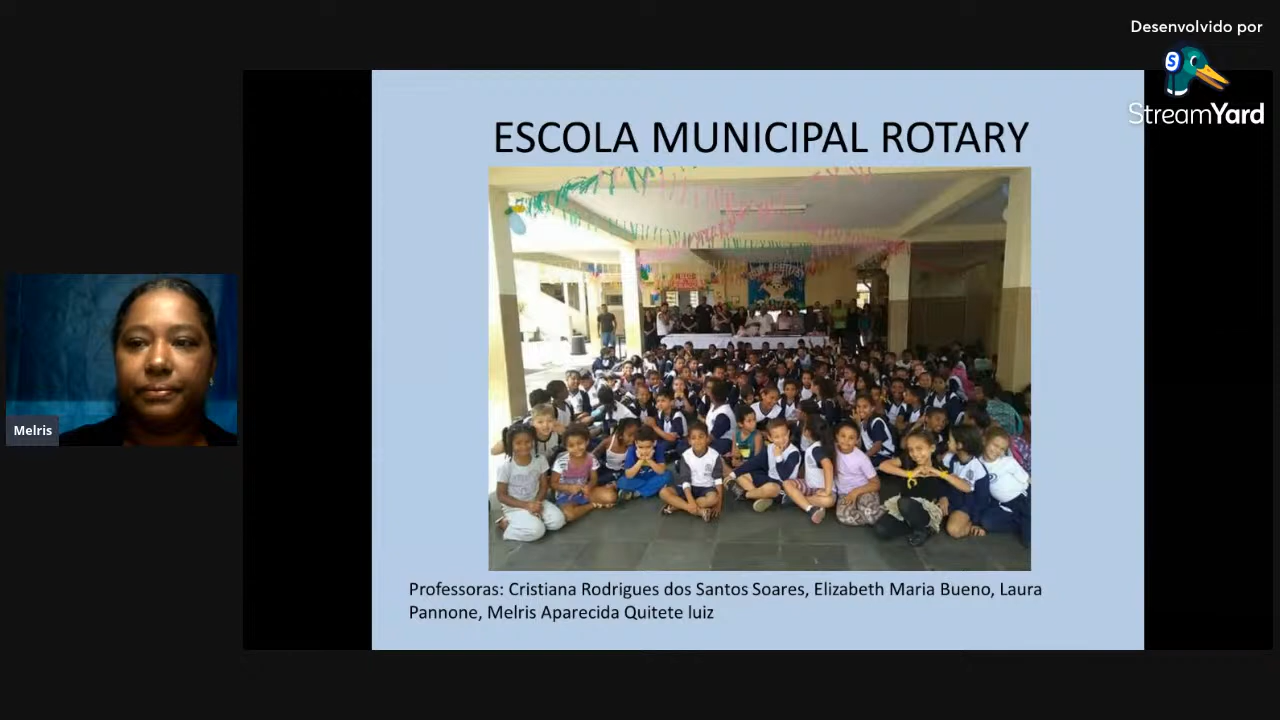 Desenvolvido por
S
StreamYard
ESCOLA MUNICIPAL ROTARY
Melris
Professoras: Cristiana Rodrigues dos Santos Soares, Elizabeth Maria Bueno, Laura
Pannone, Melris Aparecida Quitete luiz